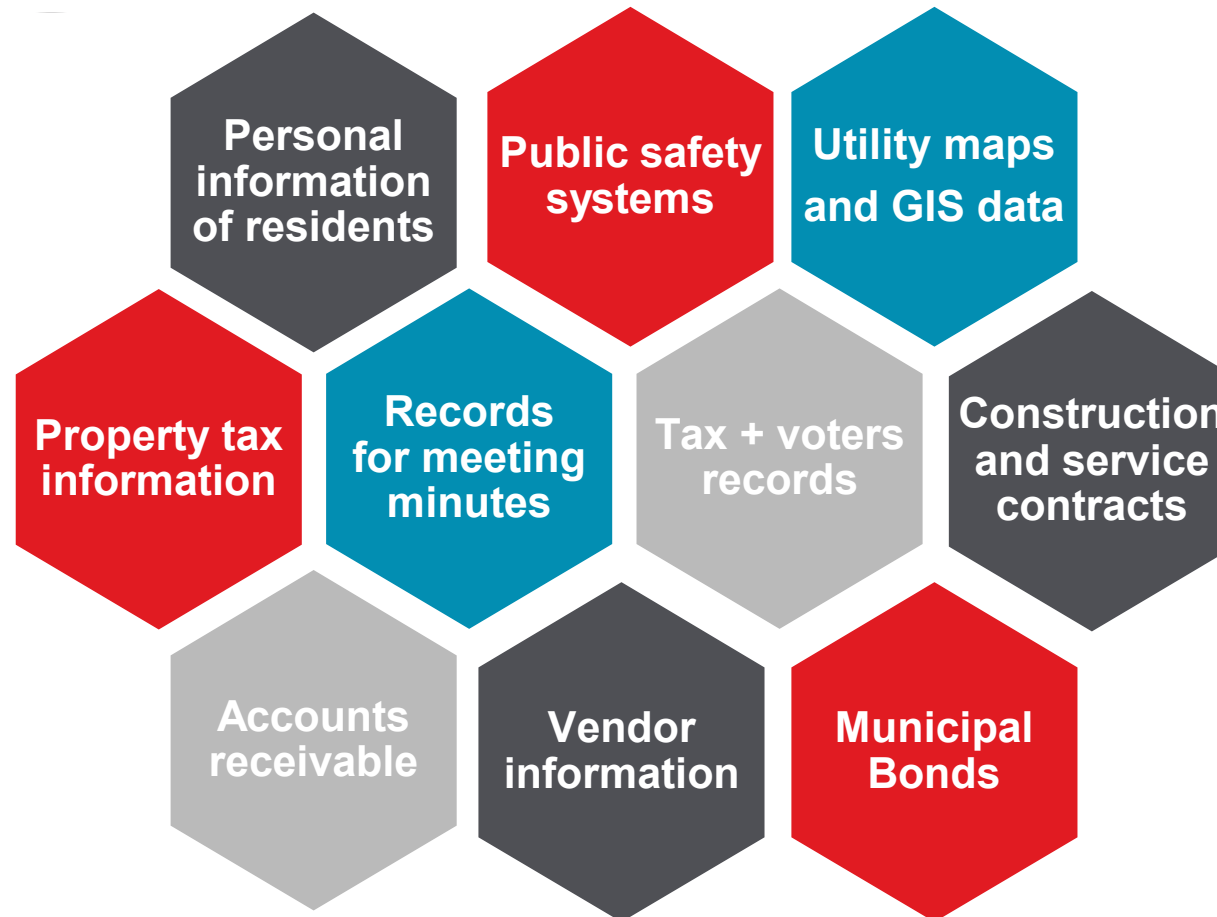 Personal
information
of residents
Public safety
systems
Utility maps
and GIS data
Property tax
information
Records
for meeting
minutes
Tax + voters
records
Construction
and service
contracts
Accounts
receivable
Vendor
information
Municipal
Bonds